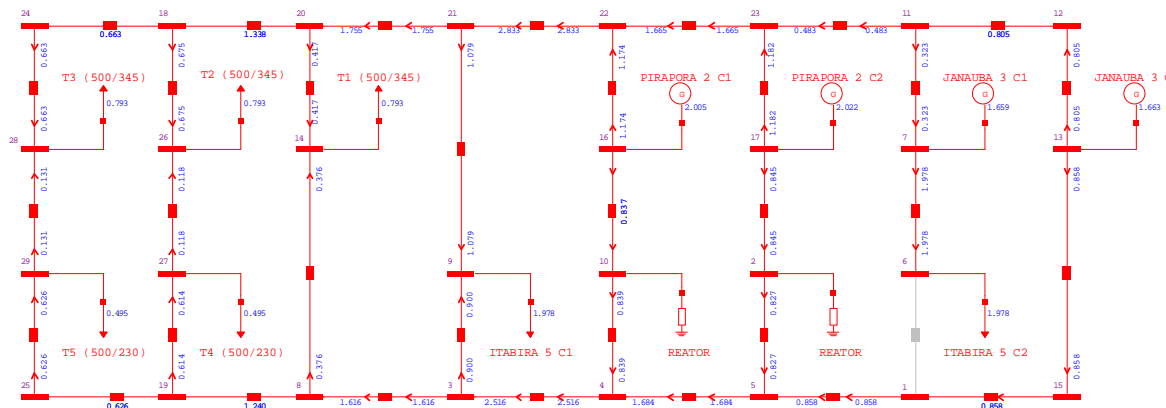 24 18 20 21 22 23 11 12
0.663 1.338 1.755 1.755 2.833 2.833 1.665 1.665 0.483 0.483 0.805
0.663 0.675 0.417 1.079 1.174 1.182 0.323 0.805
T3 (500/345) T2 (500/345) T1 (500/345) PIRAPORA 2 C1 PIRAPORA 2 C2 JANAUBA 3 C1 JANAUBA 3 C
G G G G
0.793 0.793 0.793 2.005 2.022 1.659 1.663
0.663 0.675 0.417 1.174 1.182 0.323 0.805
28 26 14 16 17 7 13
0.131 0.118 0.376 0.837 0.845 1.978 0.858
0.131 0.118 1.079 0.845 1.978
29 27 9 10 2 6
0.626 0.614 0.900 0.839 0.827
0.495 0.495 1.978 1.978
T5 (500/230) T4 (500/230) ITABIRA 5 C1 REATOR REATOR ITABIRA 5 C2
0.626 0.614 0.376 0.900 0.839 0.827 0.858
25 19 8 3 4 5 1 15
0.626 1.240 1.616 1.616 2.516 2.516 1.684 1.684 0.858 0.858 0.858